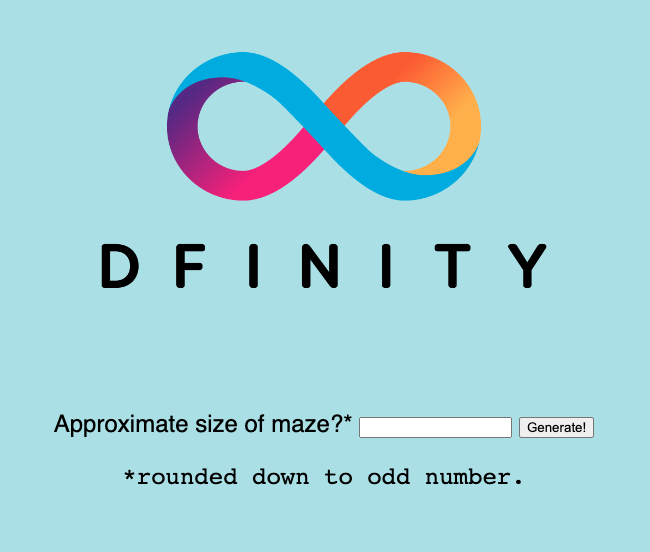 DFINITY
Approximate size of maze?* Generate!
*rounded down to odd number.